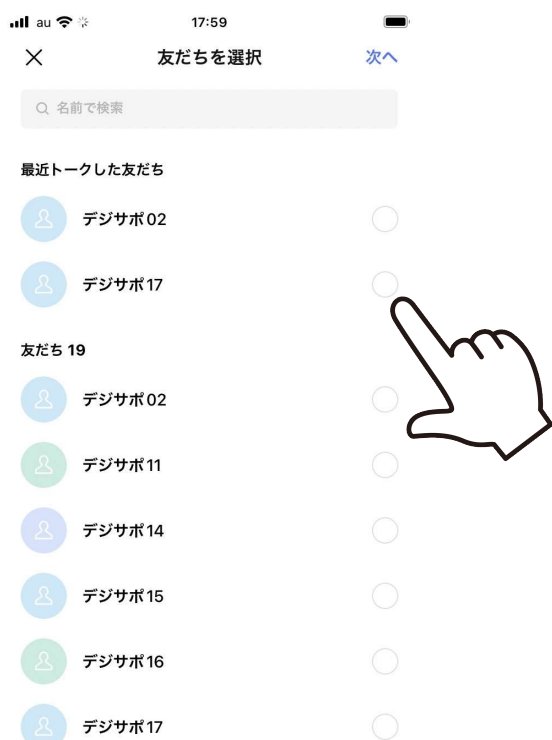 au 17:59
友だちを選択 次へ
名前で検索
最近トークした友だち
デジサポ02
デジサポ17
友だち 19
デジサポ02
デジサポ11
デジサポ14
デジサポ15
デジサポ16
デジサポ17